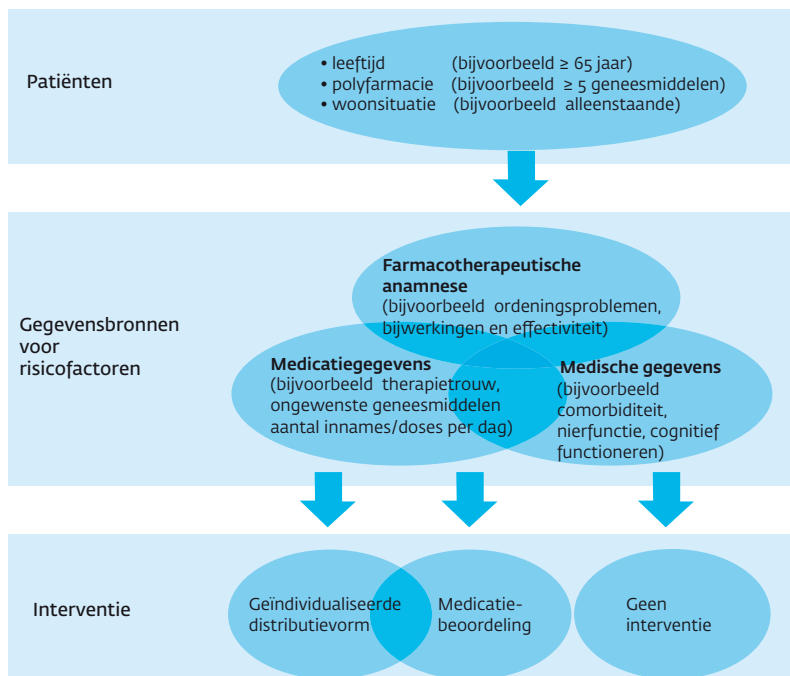 Patiënten
• leeftijd (bijvoorbeeld ≥ 65 jaar)
• polyfarmacie (bijvoorbeeld ≥ 5 geneesmiddelen)
• woonsituatie (bijvoorbeeld alleenstaande)
Gegevensbronnen
voor
risicofactoren
Farmacotherapeutische
anamnese
(bijvoorbeeld ordeningsproblemen,
bijwerkingen en effectiviteit)
Medicatiegegevens
(bijvoorbeeld therapietrouw,
ongewenste geneesmiddelen
aantal innames/doses per dag)
Medische gegevens
(bijvoorbeeld
comorbiditeit,
nierfunctie, cognitief
functioneren)
Interventie
Geïndividualiseerde
distributievorm
Medicatie-
beoordeling
Geen
interventie